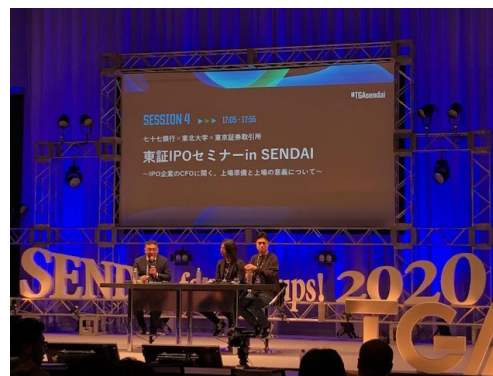 #TGAsendai
SESSION 4 ▶▶▶ 17:05-17:55
七十七銀行×東北大学×東京証券取引所
東証IPOセミナーin SENDAI
〜IPO企業のCFOに聞く、上場準備と上場の意義について〜
SEND
ups! 2020
TGA